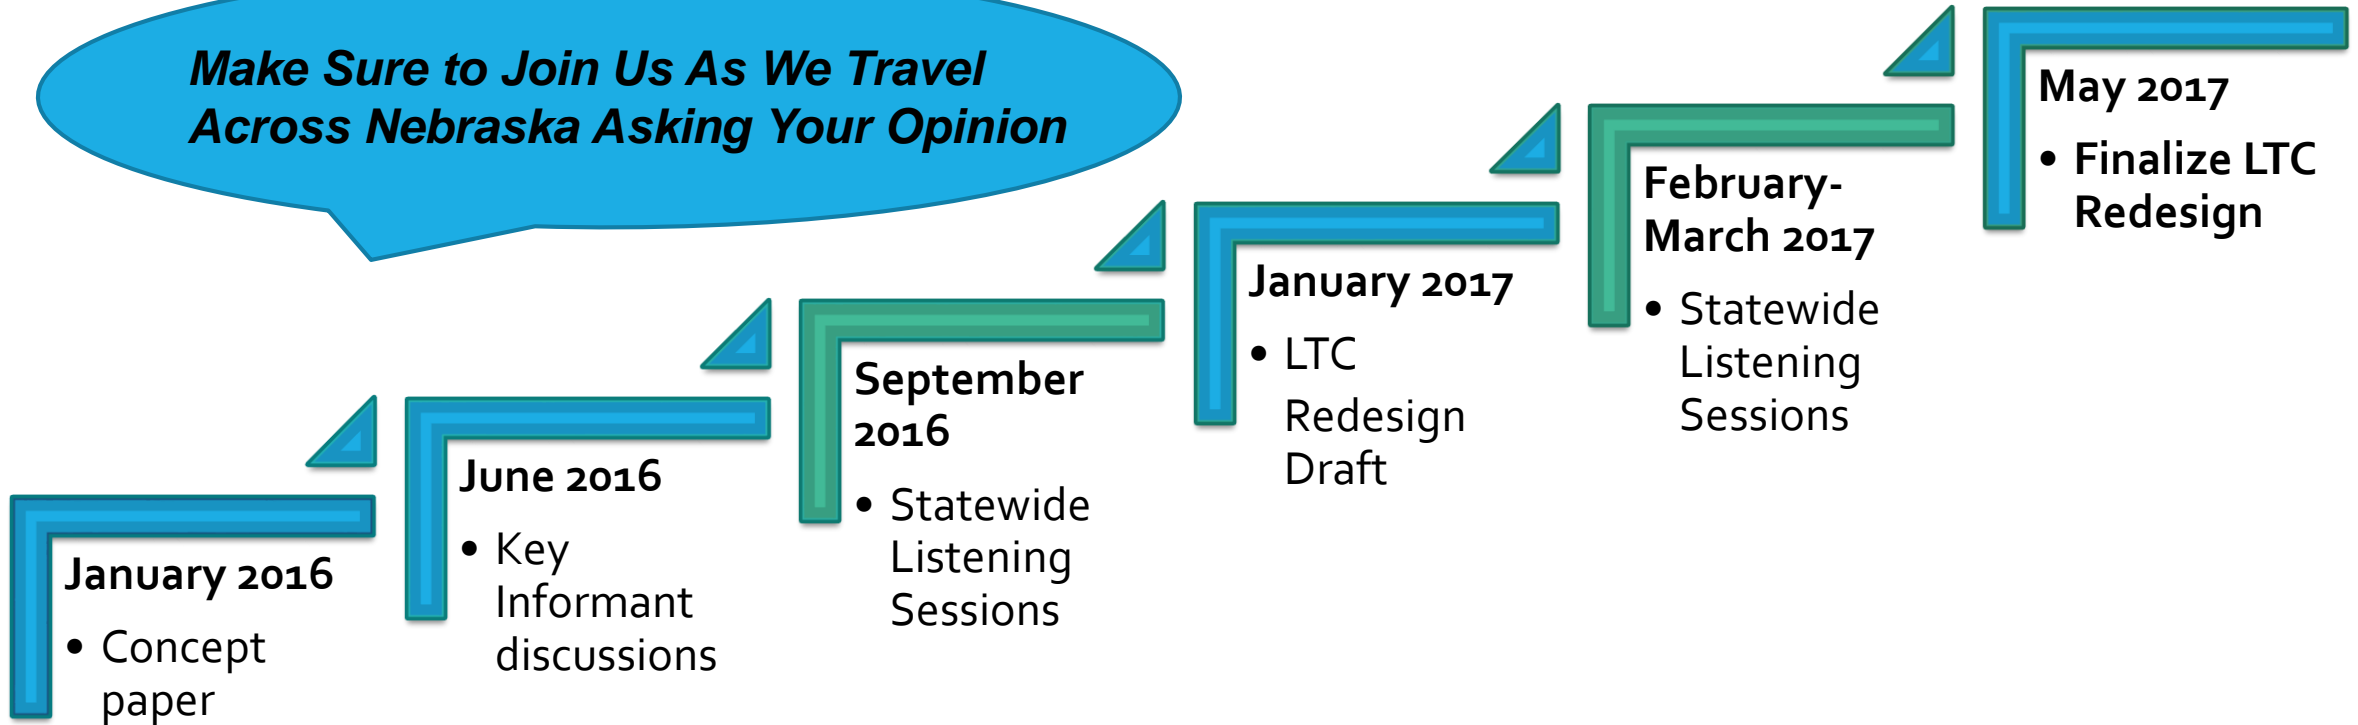 Make Sure to Join Us As We Travel
Across Nebraska Asking Your Opinion
January 2016
• Concept
paper
June 2016
• Key
Informant
discussions
September
2016
• Statewide
Listening
Sessions
January 2017
• LTC
Redesign
Draft
February-
March 2017
• Statewide
Listening
Sessions
May 2017
• Finalize LTC
Redesign